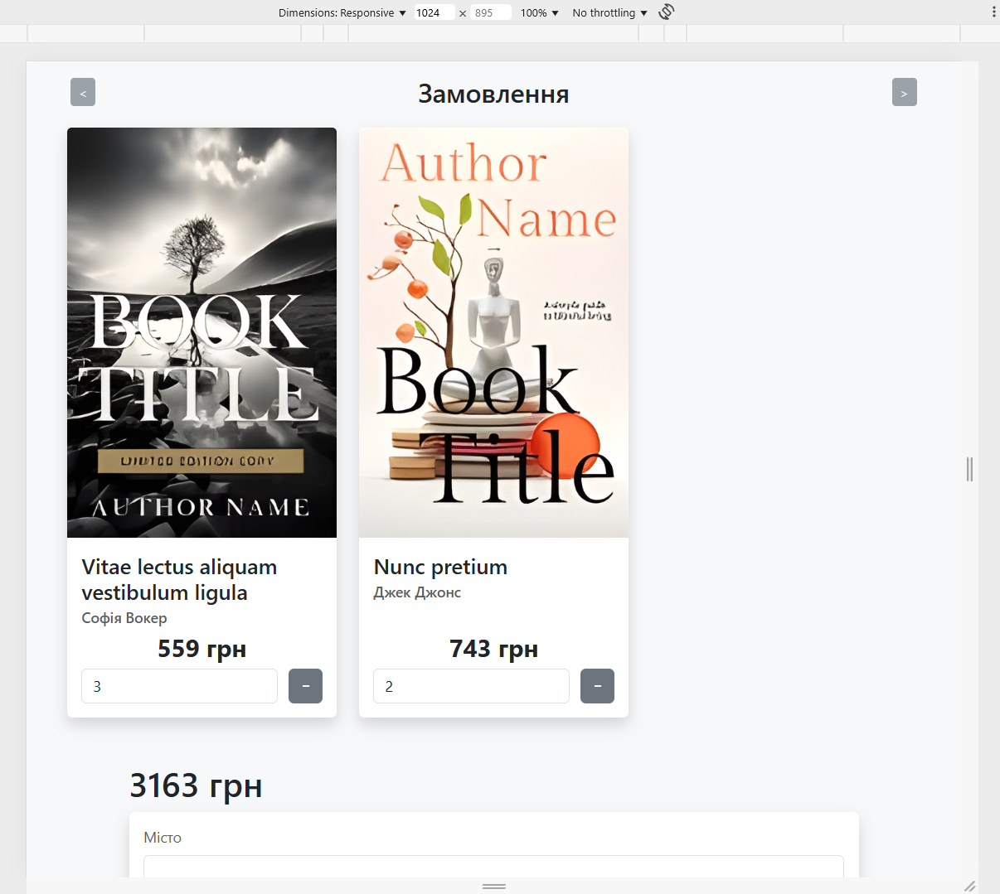 Dimensions: Responsive 1024 × 895 100% No throttling
< Замовлення >
BOOK
TITLE
LIMITED EDITION COPY
AUTHOR NAME
Author
Name
Book
Title
Vitae lectus aliquam
vestibulum ligula
Софія Вокер
559 грн
3 −
Nunc pretium
Джек Джонс
743 грн
2 −
3163 грн
Місто